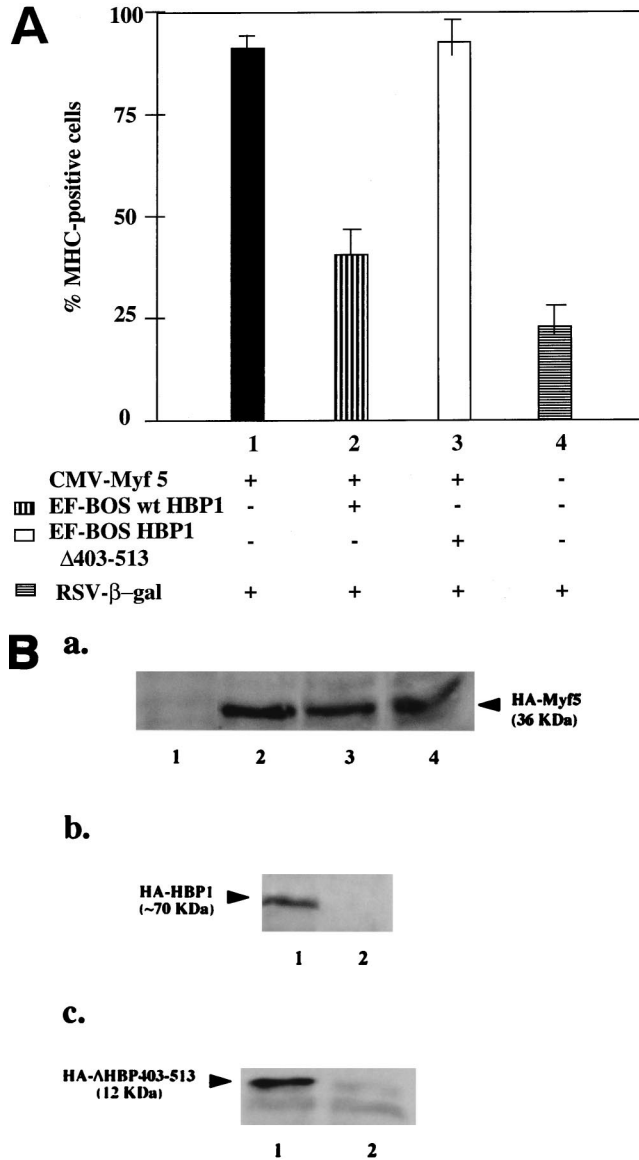 A
100
75
50
25
0
% MHC-positive cells
1 2 3 4
CMV-Myf 5 + + + -
EF-BOS wt HBP1 - + - -
EF-BOS HBP1 - - + -
Δ403-513
RSV-β–gal + + + +
B a.
HA-Myf5
(36 KDa)
1 2 3 4
b.
HA-HBP1
(~70 KDa)
1 2
c.
HA-ΛHBP403-513
(12 KDa)
1 2